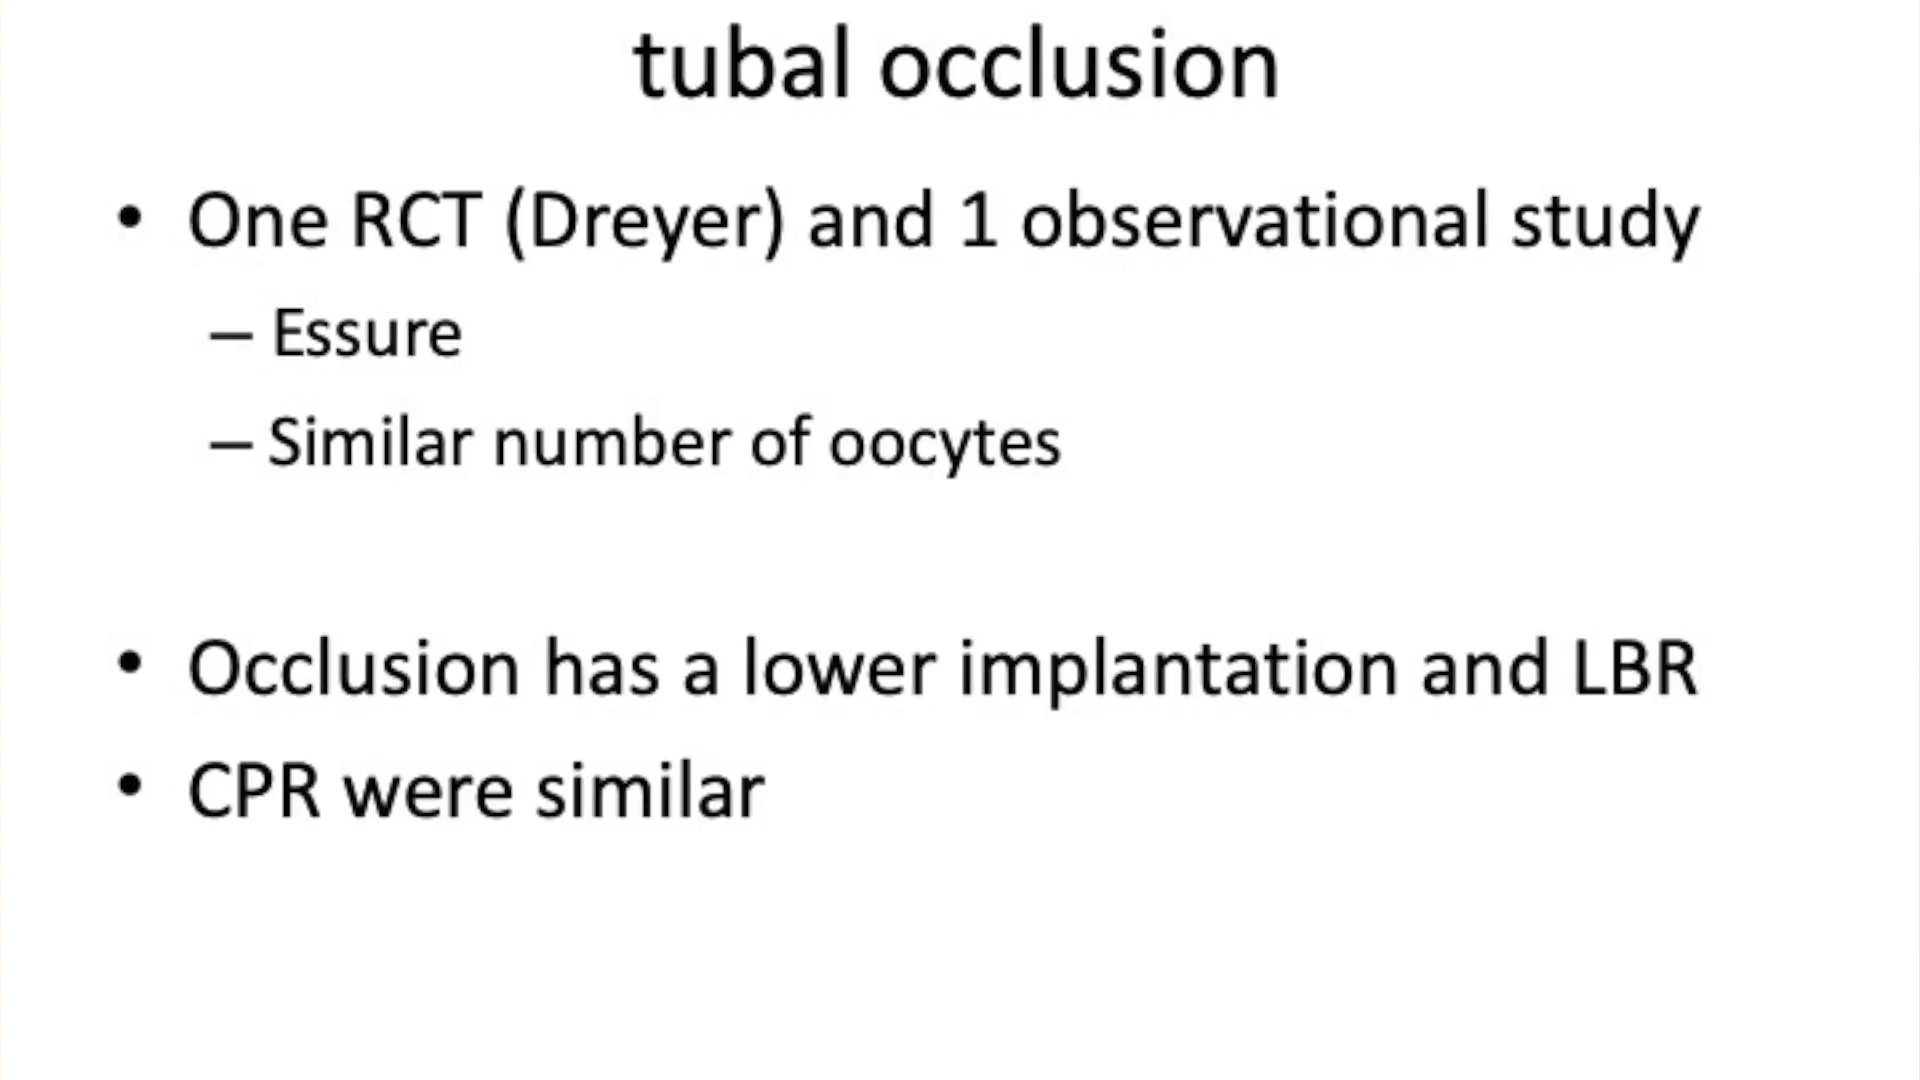 tubal occlusion
• One RCT (Dreyer) and 1 observational study
– Essure
– Similar number of oocytes
• Occlusion has a lower implantation and LBR
• CPR were similar